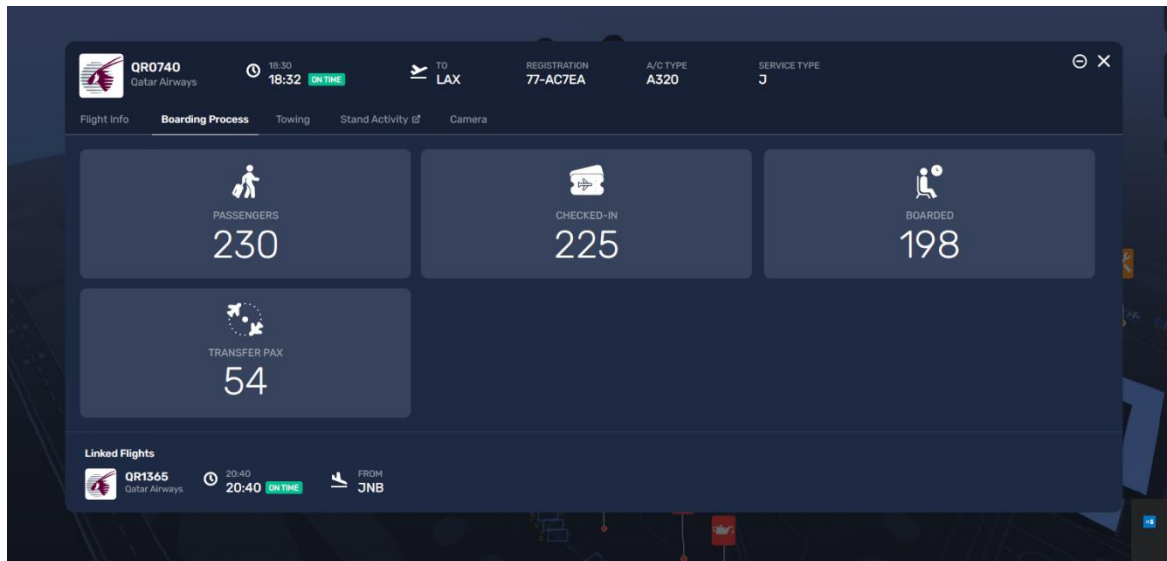 QR0740
Qatar Airways
18:30
18:32 ON TIME
TO
LAX
REGISTRATION
77-AC7EA
A/C TYPE
A320
SERVICE TYPE
J
Flight Info Boarding Process Towing Stand Activity Camera
PASSENGERS
230
CHECKED-IN
225
BOARDED
198
TRANSFER PAX
54
Linked Flights
QR1365
Qatar Airways
20:40
20:40 ON TIME
FROM
JNB